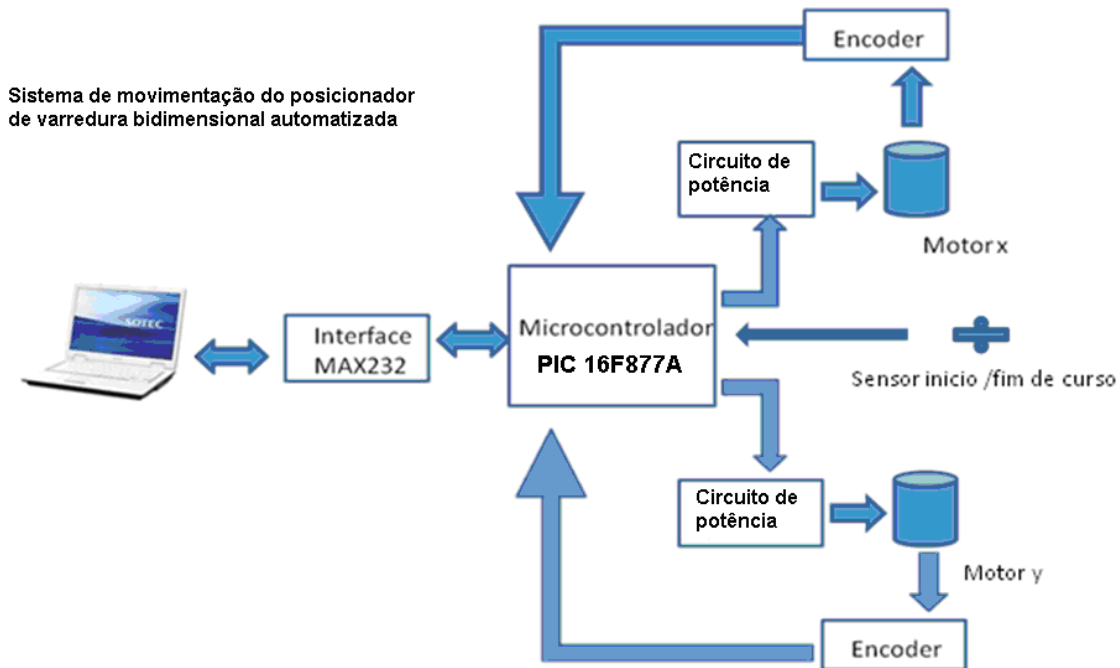 Encoder
Sistema de movimentação do posicionador
de varredura bidimensional automatizada
Circuito de
potência
Motor x
Interface
MAX232
Microcontrolador
PIC 16F877A
SOTEC
Sensor inicio /fim de curso
Circuito de
potência
Motor y
Encoder